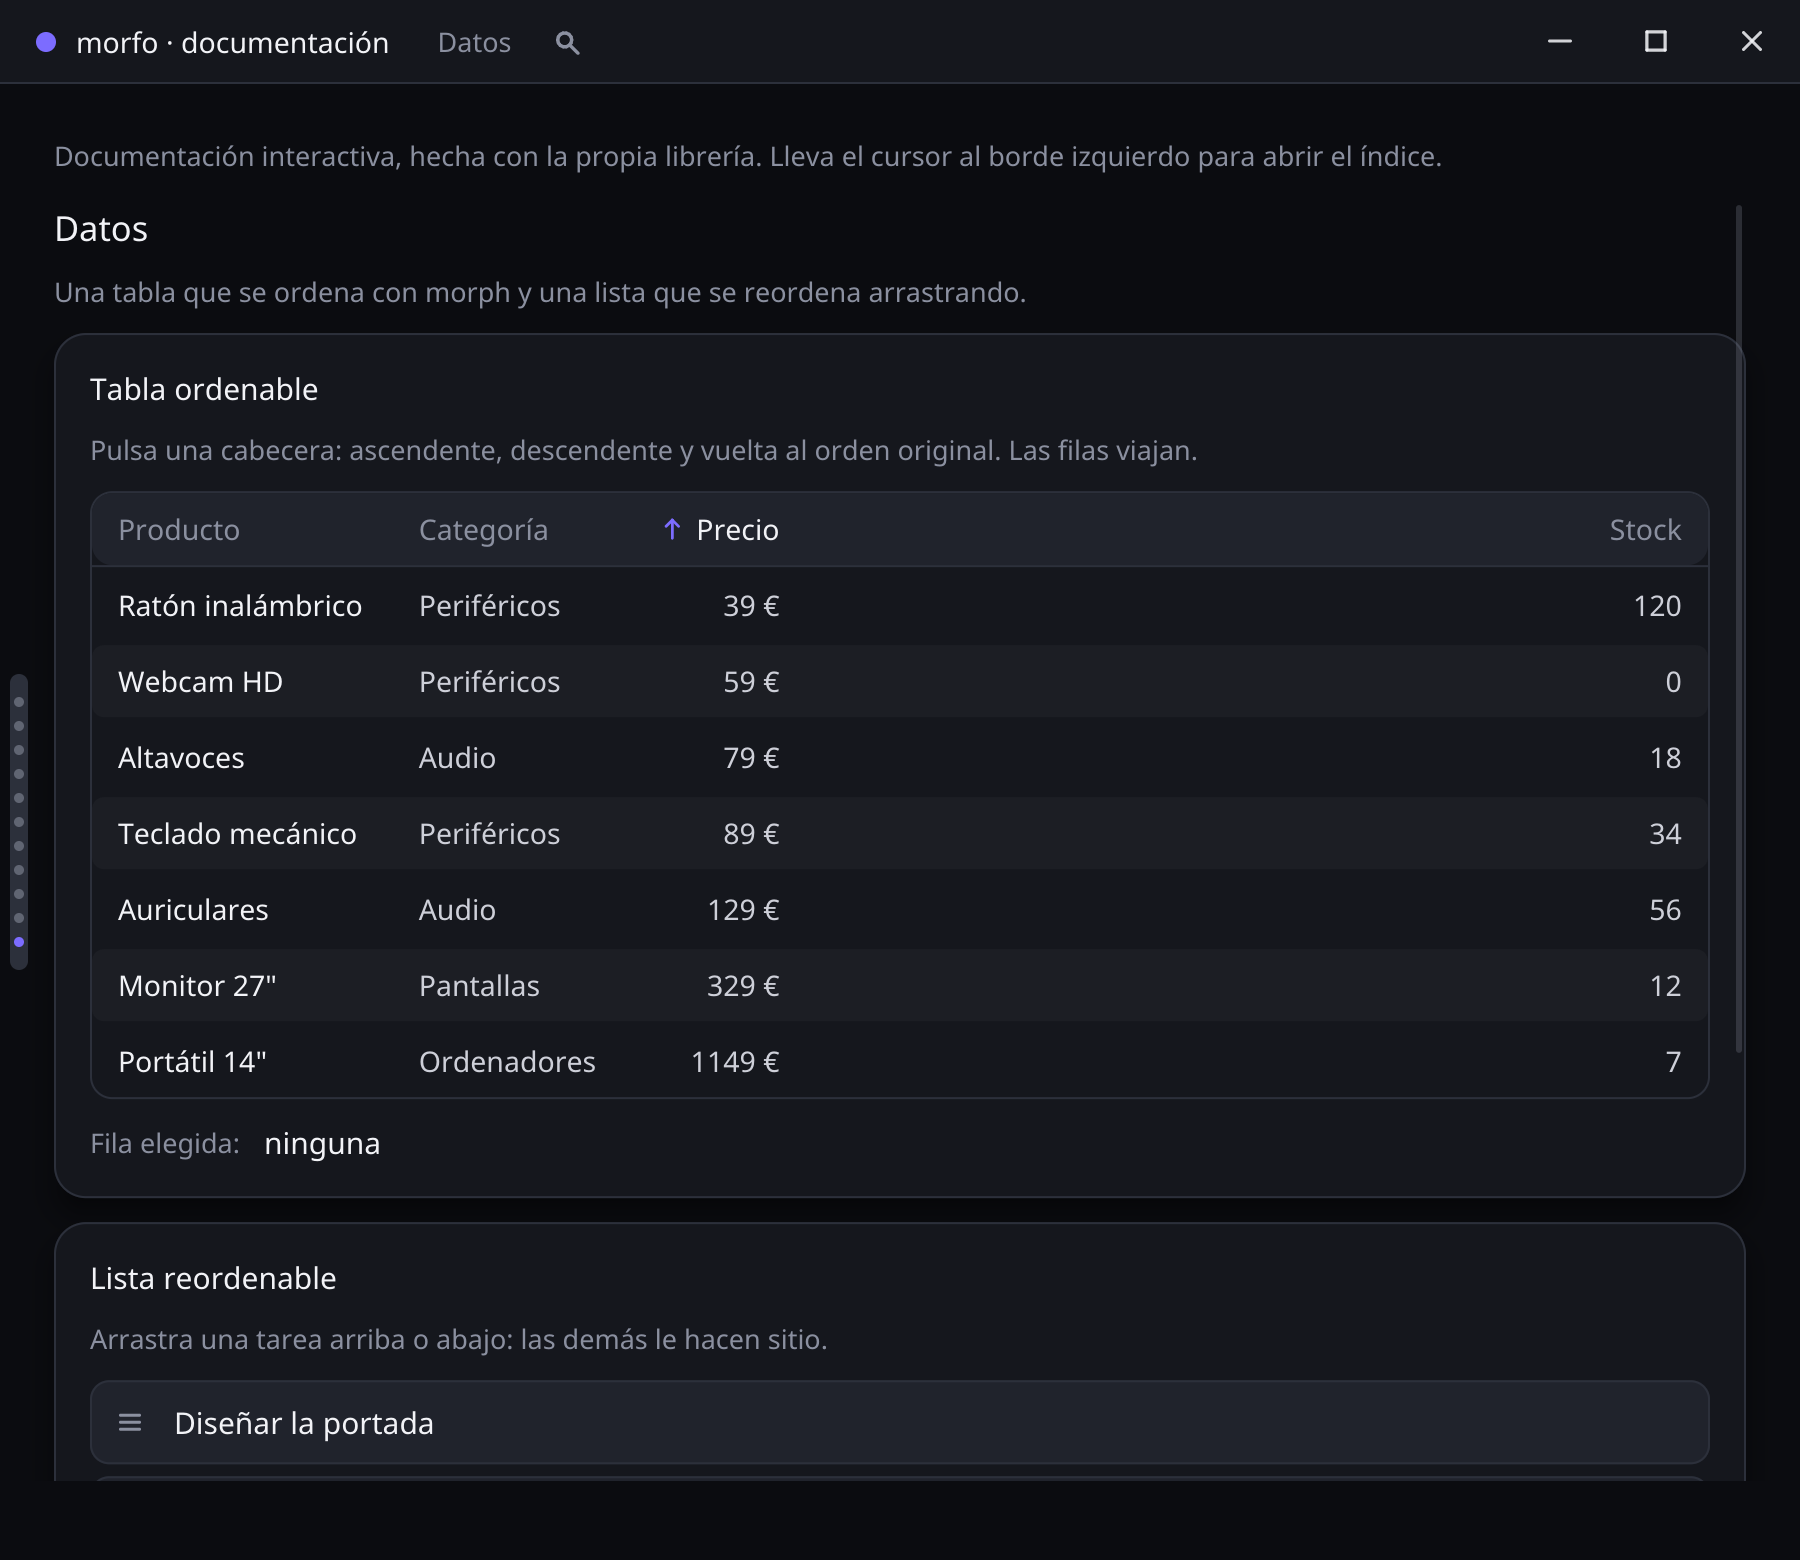 morfo · documentación Datos
Documentación interactiva, hecha con la propia librería. Lleva el cursor al borde izquierdo para abrir el índice.
Datos
Una tabla que se ordena con morph y una lista que se reordena arrastrando.
Tabla ordenable
Pulsa una cabecera: ascendente, descendente y vuelta al orden original. Las filas viajan.
Producto Categoría ↑ Precio Stock
Ratón inalámbrico Periféricos 39 € 120
Webcam HD Periféricos 59 € 0
Altavoces Audio 79 € 18
Teclado mecánico Periféricos 89 € 34
Auriculares Audio 129 € 56
Monitor 27" Pantallas 329 € 12
Portátil 14" Ordenadores 1149 € 7
Fila elegida: ninguna
Lista reordenable
Arrastra una tarea arriba o abajo: las demás le hacen sitio.
Diseñar la portada